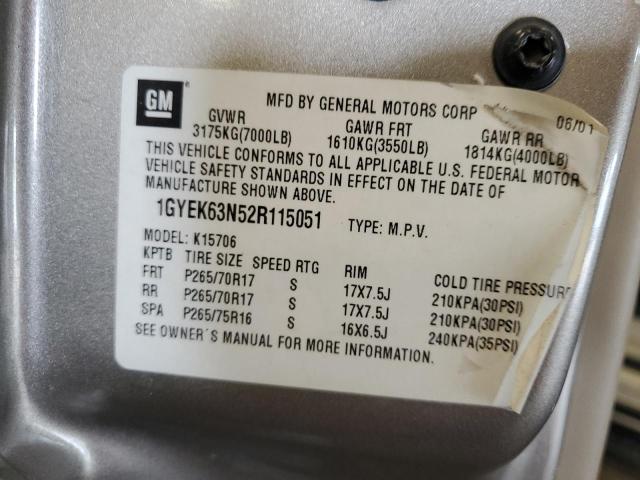 GM
MFD BY GENERAL MOTORS CORP 06/01
GVWR GAWR FRT GAWR RR
3175KG(7000LB) 1610KG(3550LB) 1814KG(4000LB)
THIS VEHICLE CONFORMS TO ALL APPLICABLE U.S. FEDERAL MOTOR
VEHICLE SAFETY STANDARDS IN EFFECT ON THE DATE OF
MANUFACTURE SHOWN ABOVE.
1GYEK63N52R115051 TYPE: M.P.V.
MODEL: K15706
KPTB TIRE SIZE SPEED RTG RIM COLD TIRE PRESSURE
FRT P265/70R17 S 17X7.5J 210KPA(30PSI)
RR P265/70R17 S 17X7.5J 210KPA(30PSI)
SPA P265/75R16 S 16X6.5J 240KPA(35PSI)
SEE OWNER'S MANUAL FOR MORE INFORMATION.